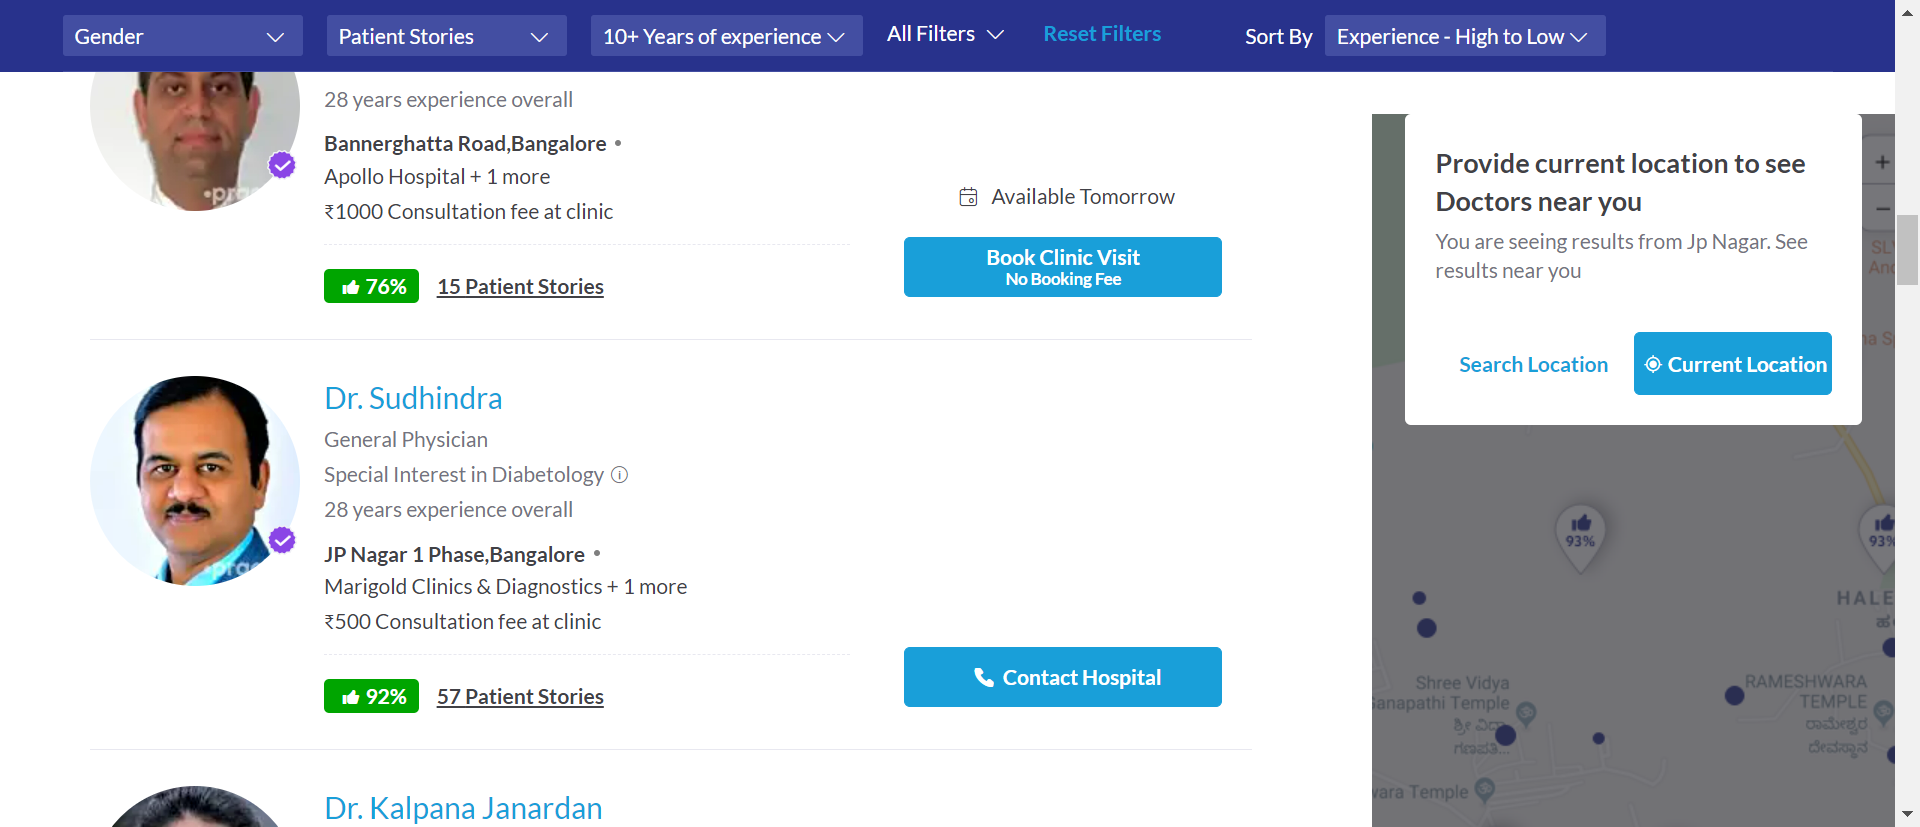 Gender
Patient Stories
10+ Years of experience
All Filters
Reset Filters
Sort By
Experience - High to Low
28 years experience overall
Bannerghatta Road,Bangalore •
Apollo Hospital + 1 more
₹1000 Consultation fee at clinic
76%
15 Patient Stories
Available Tomorrow
Book Clinic Visit
No Booking Fee
Dr. Sudhindra
General Physician
Special Interest in Diabetology
28 years experience overall
JP Nagar 1 Phase,Bangalore •
Marigold Clinics & Diagnostics + 1 more
₹500 Consultation fee at clinic
92%
57 Patient Stories
Contact Hospital
Dr. Kalpana Janardan
Provide current location to see
Doctors near you
You are seeing results from Jp Nagar. See
results near you
Search Location
Current Location
+
−
93%
93%
HALE
Shree Vidya
Ganapathi Temple
ಶ್ರೀ ವಿದ್ಯಾ
ಗಣಪತಿ...
RAMESHWARA
TEMPLE
ರಾಮೇಶ್ವರ
ದೇವಸ್ಥಾನ
wara Temple